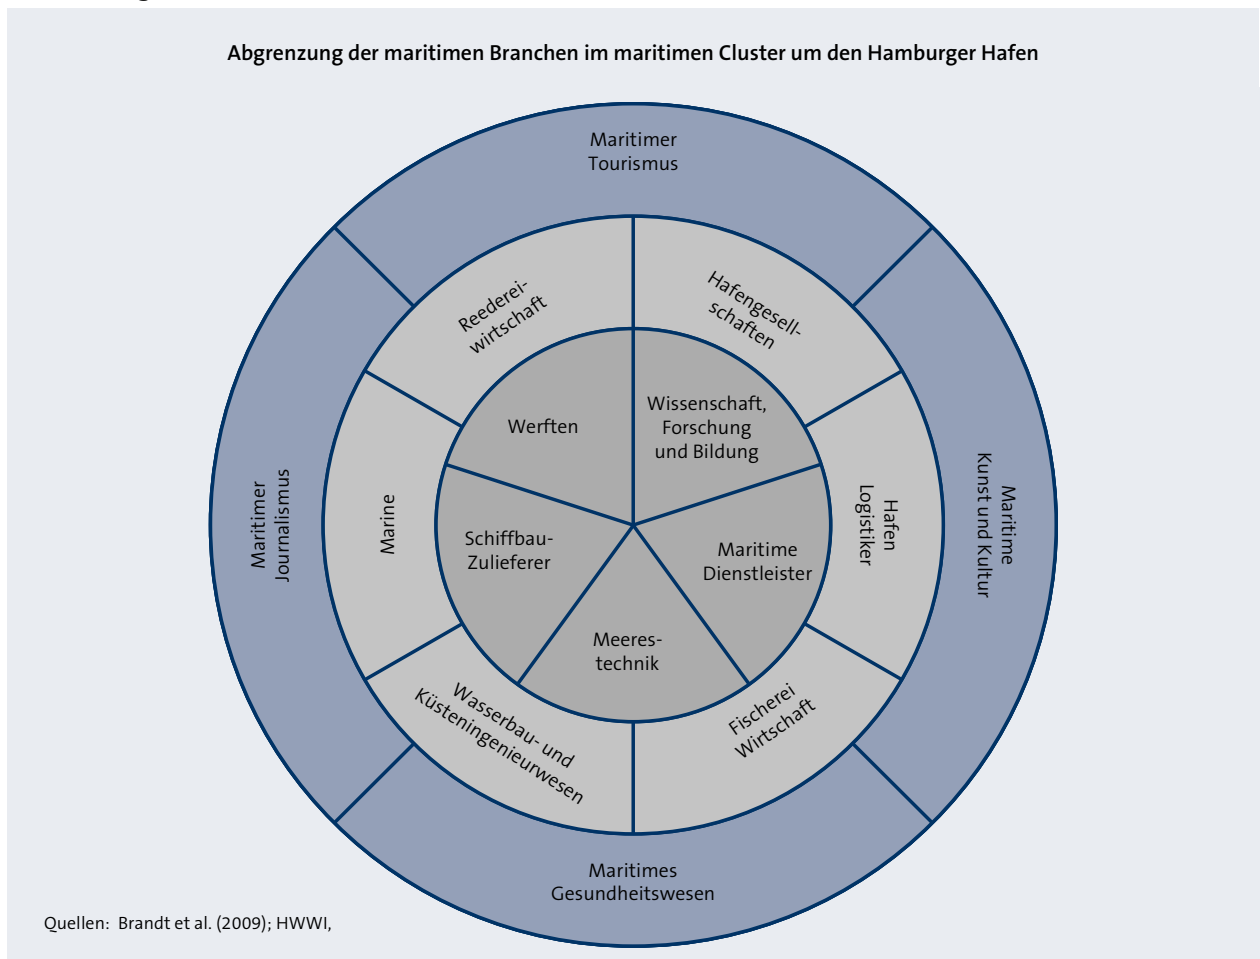 Abgrenzung der maritimen Branchen im maritimen Cluster um den Hamburger Hafen
Maritimer
Tourismus
Reederei-
wirtschaft
Hafengesell-
schaften
Werften
Wissenschaft,
Forschung
und Bildung
Maritimer
Journalismus
Marine
Schiffbau-
Zulieferer
Maritime
Dienstleister
Hafen
Logistiker
Maritime
Kunst und Kultur
Meeres-
technik
Wasserbau- und
Küsteningenieurwesen
Fischerei
Wirtschaft
Maritimes
Gesundheitswesen
Quellen: Brandt et al. (2009); HWWI,